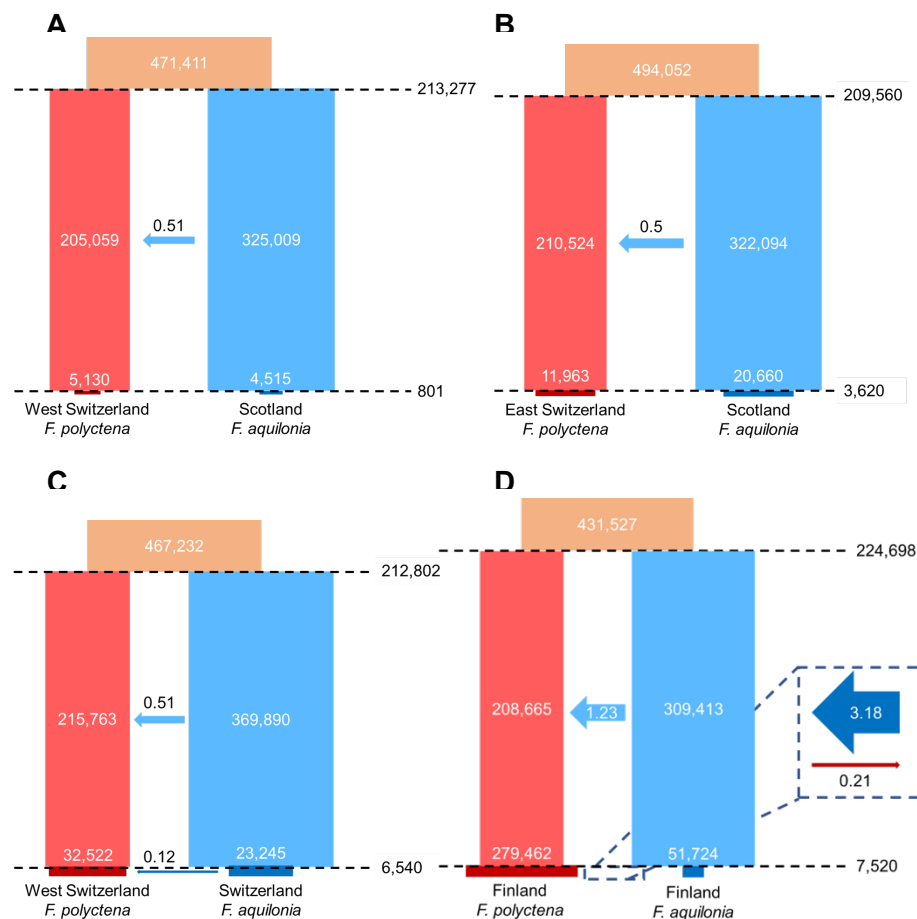 A
471,411
213,277
0.51
205,059
325,009
5,130
4,515
801
West Switzerland
F. polyctena
Scotland
F. aquilonia
B
494,052
209,560
0.5
210,524
322,094
11,963
20,660
3,620
East Switzerland
F. polyctena
Scotland
F. aquilonia
C
467,232
212,802
0.51
215,763
369,890
32,522
0.12
23,245
6,540
West Switzerland
F. polyctena
Switzerland
F. aquilonia
D
431,527
224,698
208,665
1.23
309,413
3.18
0.21
279,462
51,724
7,520
Finland
F. polyctena
Finland
F. aquilonia